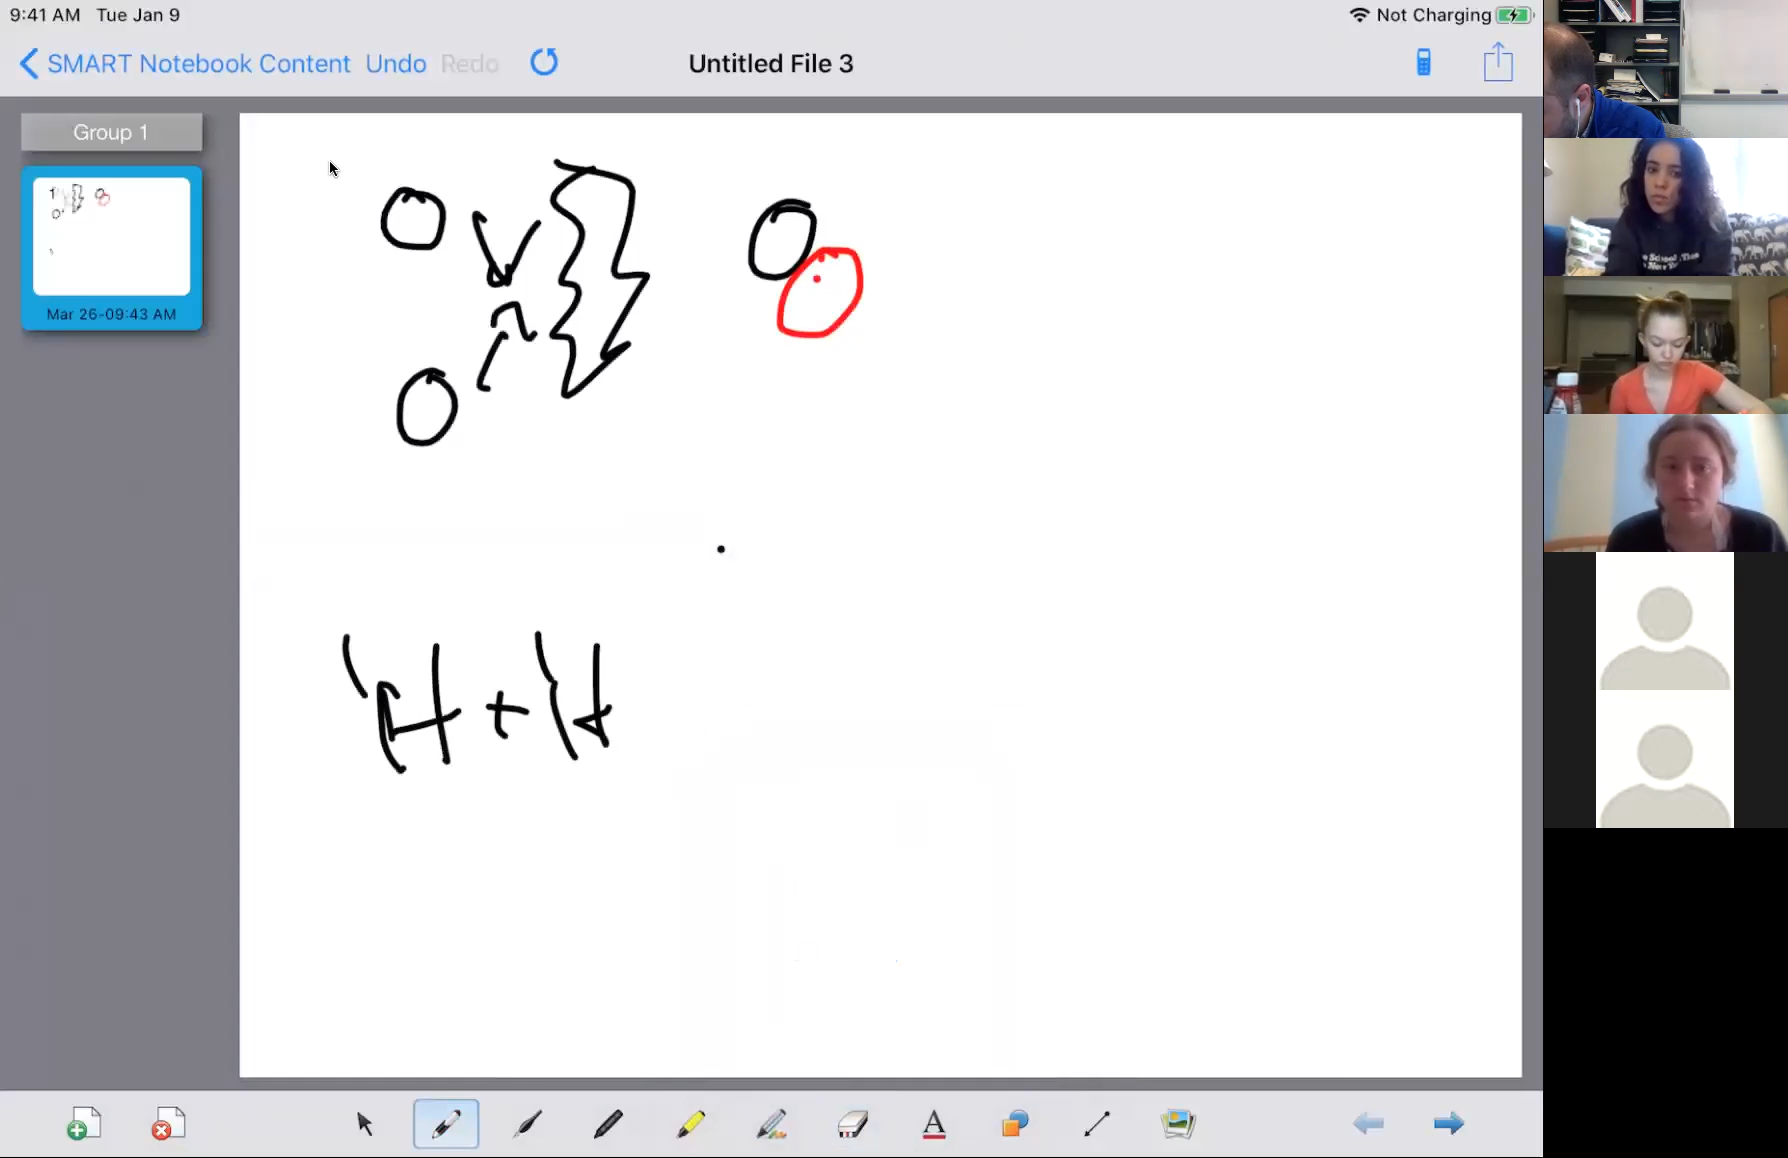 9:41 AM Tue Jan 9 Not Charging
SMART Notebook Content Undo Redo Untitled File 3
Group 1
Mar 26-09:43 AM
¹H + ¹H
A